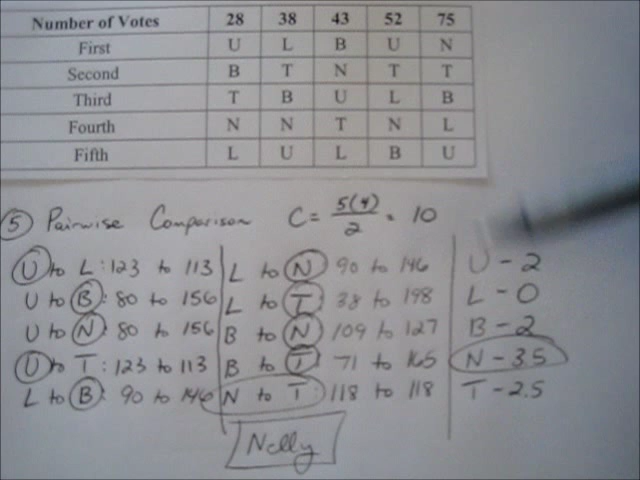 Number of Votes 28 38 43 52 75
First U L B U N
Second B T N T T
Third T B U L B
Fourth N N T N L
Fifth L U L B U
5 Pairwise Comparison C = 5(4)/2 = 10
U to L: 123 to 113
U to B: 80 to 156
U to N: 80 to 156
U to T: 123 to 113
L to B: 90 to 146
L to N 90 to 146
L to T: 38 to 198
B to N 109 to 127
B to T: 71 to 165
N to T: 118 to 118
U - 2
L - 0
B - 2
N - 3.5
T - 2.5
Nelly